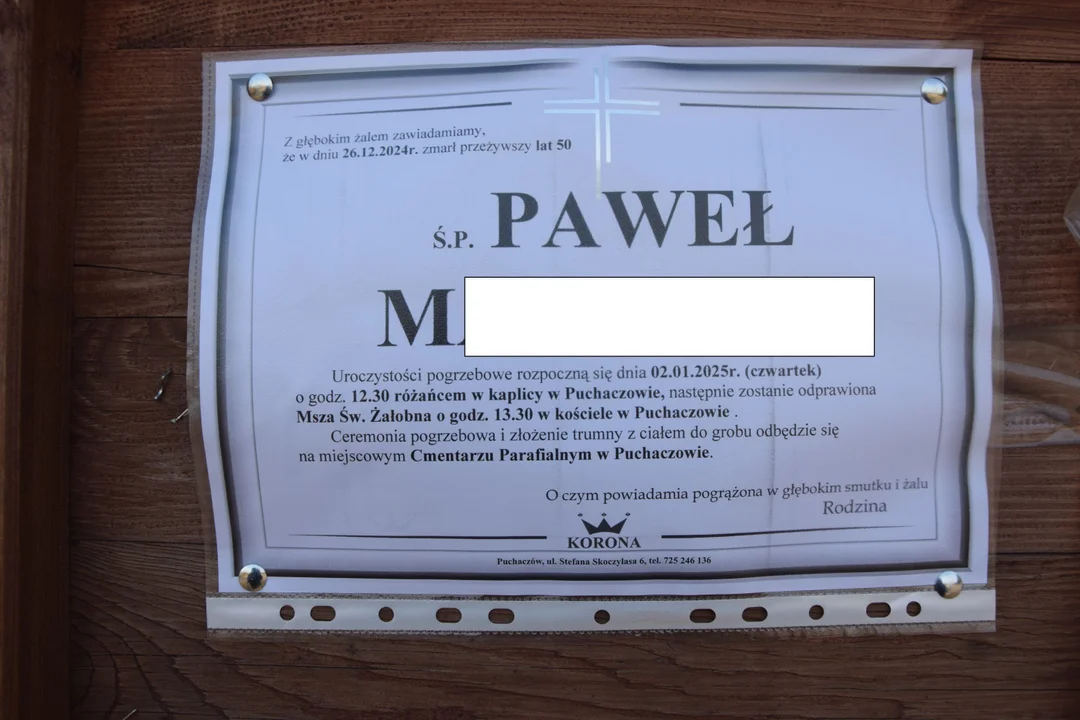 Z głębokim żalem zawiadamiamy,
że w dniu 26.12.2024r. zmarł przeżywszy lat 50
Ś.P. PAWEŁ
M
Uroczystości pogrzebowe rozpoczną się dnia 02.01.2025r. (czwartek)
o godz. 12.30 różańcem w kaplicy w Puchaczowie, następnie zostanie odprawiona
Msza Św. Żałobna o godz. 13.30 w kościele w Puchaczowie .
Ceremonia pogrzebowa i złożenie trumny z ciałem do grobu odbędzie się
na miejscowym Cmentarzu Parafialnym w Puchaczowie.
O czym powiadamia pogrążona w głębokim smutku i żalu
Rodzina
KORONA
Puchaczów, ul. Stefana Skoczylasa 6, tel. 725 246 136